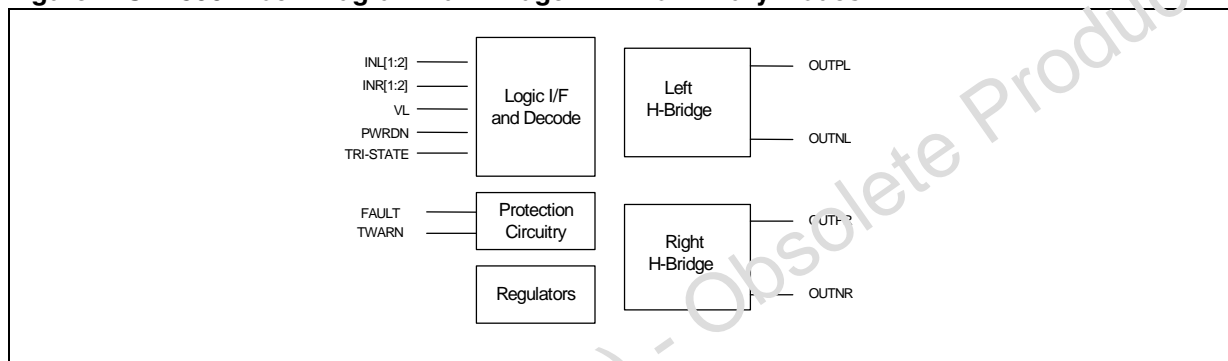 INL[1:2]
INR[1:2]
VL
PWRDN
TRI-STATE
Logic I/F
and Decode
FAULT
TWARN
Protection
Circuitry
Regulators
Left
H-Bridge
OUTPL
OUTNL
Right
H-Bridge
OUTNR
- Obsolete